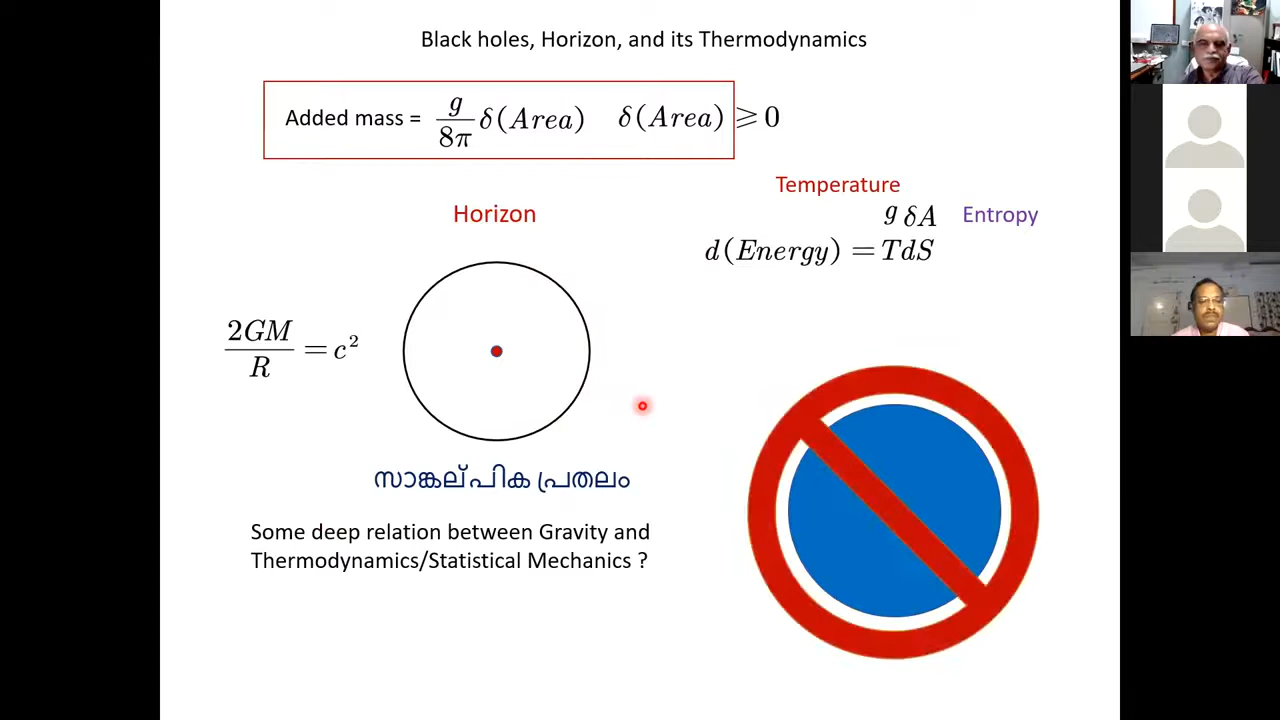 Black holes, Horizon, and its Thermodynamics
Added mass = g/8π δ(Area) δ(Area) ⩾ 0
Temperature
Horizon
g δA Entropy
d(Energy) = TdS
2GM/R = c²
സാങ്കല്പിക പ്രതലം
Some deep relation between Gravity and
Thermodynamics/Statistical Mechanics ?